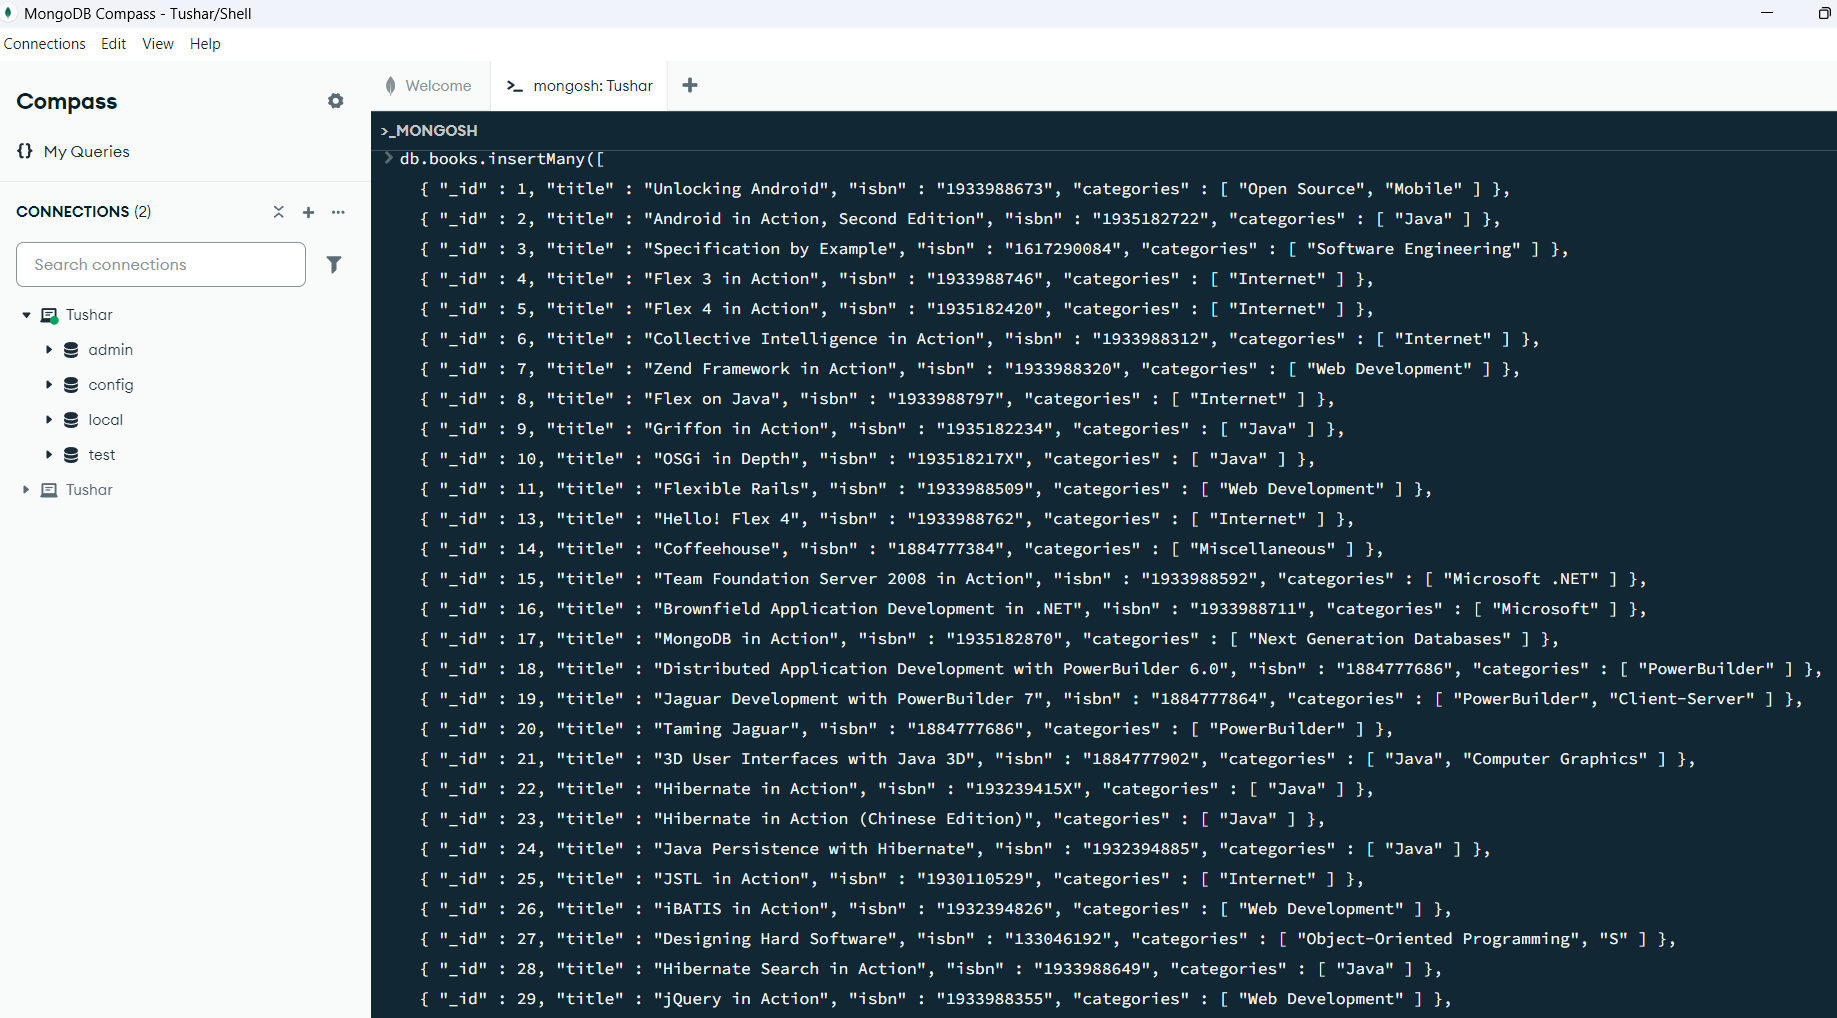 MongoDB Compass - Tushar/Shell
Connections Edit View Help
Compass
My Queries
CONNECTIONS (2)
Search connections
Tushar
admin
config
local
test
Tushar
Welcome
>_ mongosh: Tushar
>_MONGOSH
> db.books.insertMany([
{ "_id" : 1, "title" : "Unlocking Android", "isbn" : "1933988673", "categories" : [ "Open Source", "Mobile" ] },
{ "_id" : 2, "title" : "Android in Action, Second Edition", "isbn" : "1935182722", "categories" : [ "Java" ] },
{ "_id" : 3, "title" : "Specification by Example", "isbn" : "1617290084", "categories" : [ "Software Engineering" ] },
{ "_id" : 4, "title" : "Flex 3 in Action", "isbn" : "1933988746", "categories" : [ "Internet" ] },
{ "_id" : 5, "title" : "Flex 4 in Action", "isbn" : "1935182420", "categories" : [ "Internet" ] },
{ "_id" : 6, "title" : "Collective Intelligence in Action", "isbn" : "1933988312", "categories" : [ "Internet" ] },
{ "_id" : 7, "title" : "Zend Framework in Action", "isbn" : "1933988320", "categories" : [ "Web Development" ] },
{ "_id" : 8, "title" : "Flex on Java", "isbn" : "1933988797", "categories" : [ "Internet" ] },
{ "_id" : 9, "title" : "Griffon in Action", "isbn" : "1935182234", "categories" : [ "Java" ] },
{ "_id" : 10, "title" : "OSGi in Depth", "isbn" : "193518217X", "categories" : [ "Java" ] },
{ "_id" : 11, "title" : "Flexible Rails", "isbn" : "1933988509", "categories" : [ "Web Development" ] },
{ "_id" : 13, "title" : "Hello! Flex 4", "isbn" : "1933988762", "categories" : [ "Internet" ] },
{ "_id" : 14, "title" : "Coffeehouse", "isbn" : "1884777384", "categories" : [ "Miscellaneous" ] },
{ "_id" : 15, "title" : "Team Foundation Server 2008 in Action", "isbn" : "1933988592", "categories" : [ "Microsoft .NET" ] },
{ "_id" : 16, "title" : "Brownfield Application Development in .NET", "isbn" : "1933988711", "categories" : [ "Microsoft" ] },
{ "_id" : 17, "title" : "MongoDB in Action", "isbn" : "1935182870", "categories" : [ "Next Generation Databases" ] },
{ "_id" : 18, "title" : "Distributed Application Development with PowerBuilder 6.0", "isbn" : "1884777686", "categories" : [ "PowerBuilder" ] },
{ "_id" : 19, "title" : "Jaguar Development with PowerBuilder 7", "isbn" : "1884777864", "categories" : [ "PowerBuilder", "Client-Server" ] },
{ "_id" : 20, "title" : "Taming Jaguar", "isbn" : "1884777686", "categories" : [ "PowerBuilder" ] },
{ "_id" : 21, "title" : "3D User Interfaces with Java 3D", "isbn" : "1884777902", "categories" : [ "Java", "Computer Graphics" ] },
{ "_id" : 22, "title" : "Hibernate in Action", "isbn" : "193239415X", "categories" : [ "Java" ] },
{ "_id" : 23, "title" : "Hibernate in Action (Chinese Edition)", "categories" : [ "Java" ] },
{ "_id" : 24, "title" : "Java Persistence with Hibernate", "isbn" : "1932394885", "categories" : [ "Java" ] },
{ "_id" : 25, "title" : "JSTL in Action", "isbn" : "1930110529", "categories" : [ "Internet" ] },
{ "_id" : 26, "title" : "iBATIS in Action", "isbn" : "1932394826", "categories" : [ "Web Development" ] },
{ "_id" : 27, "title" : "Designing Hard Software", "isbn" : "133046192", "categories" : [ "Object-Oriented Programming", "S" ] },
{ "_id" : 28, "title" : "Hibernate Search in Action", "isbn" : "1933988649", "categories" : [ "Java" ] },
{ "_id" : 29, "title" : "jQuery in Action", "isbn" : "1933988355", "categories" : [ "Web Development" ] },